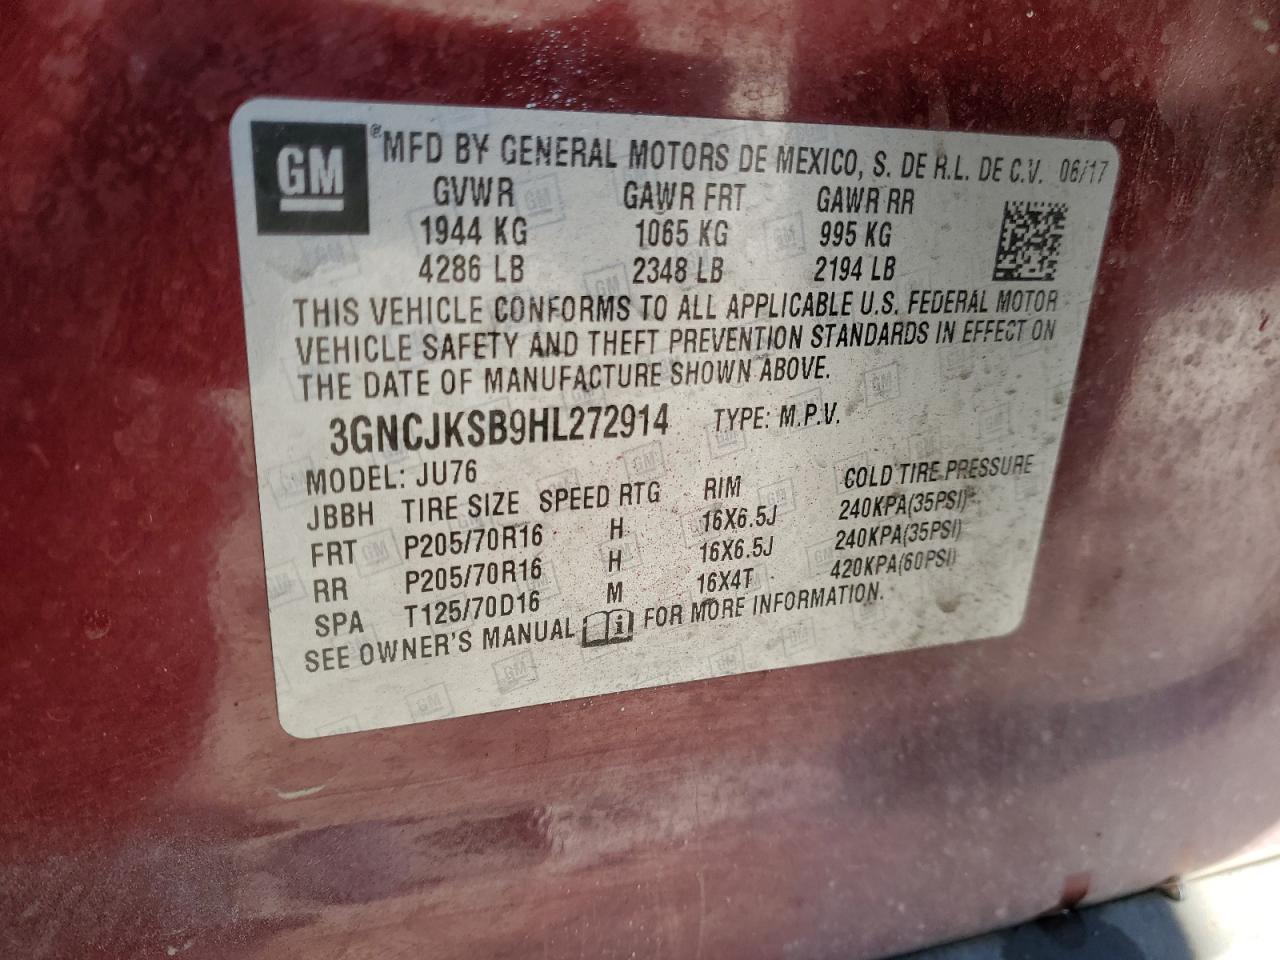 GM
®MFD BY GENERAL MOTORS DE MEXICO, S. DE R.L. DE C.V. 06/17
GVWR GAWR FRT GAWR RR
1944 KG 1065 KG 995 KG
4286 LB 2348 LB 2194 LB
THIS VEHICLE CONFORMS TO ALL APPLICABLE U.S. FEDERAL MOTOR
VEHICLE SAFETY AND THEFT PREVENTION STANDARDS IN EFFECT ON
THE DATE OF MANUFACTURE SHOWN ABOVE.
3GNCJKSB9HL272914 TYPE: M.P.V.
MODEL: JU76
JBBH TIRE SIZE SPEED RTG RIM COLD TIRE PRESSURE
FRT P205/70R16 H 16X6.5J 240KPA(35PSI)
RR P205/70R16 H 16X6.5J 240KPA(35PSI)
SPA T125/70D16 M 16X4T 420KPA(60PSI)
SEE OWNER'S MANUAL i FOR MORE INFORMATION.